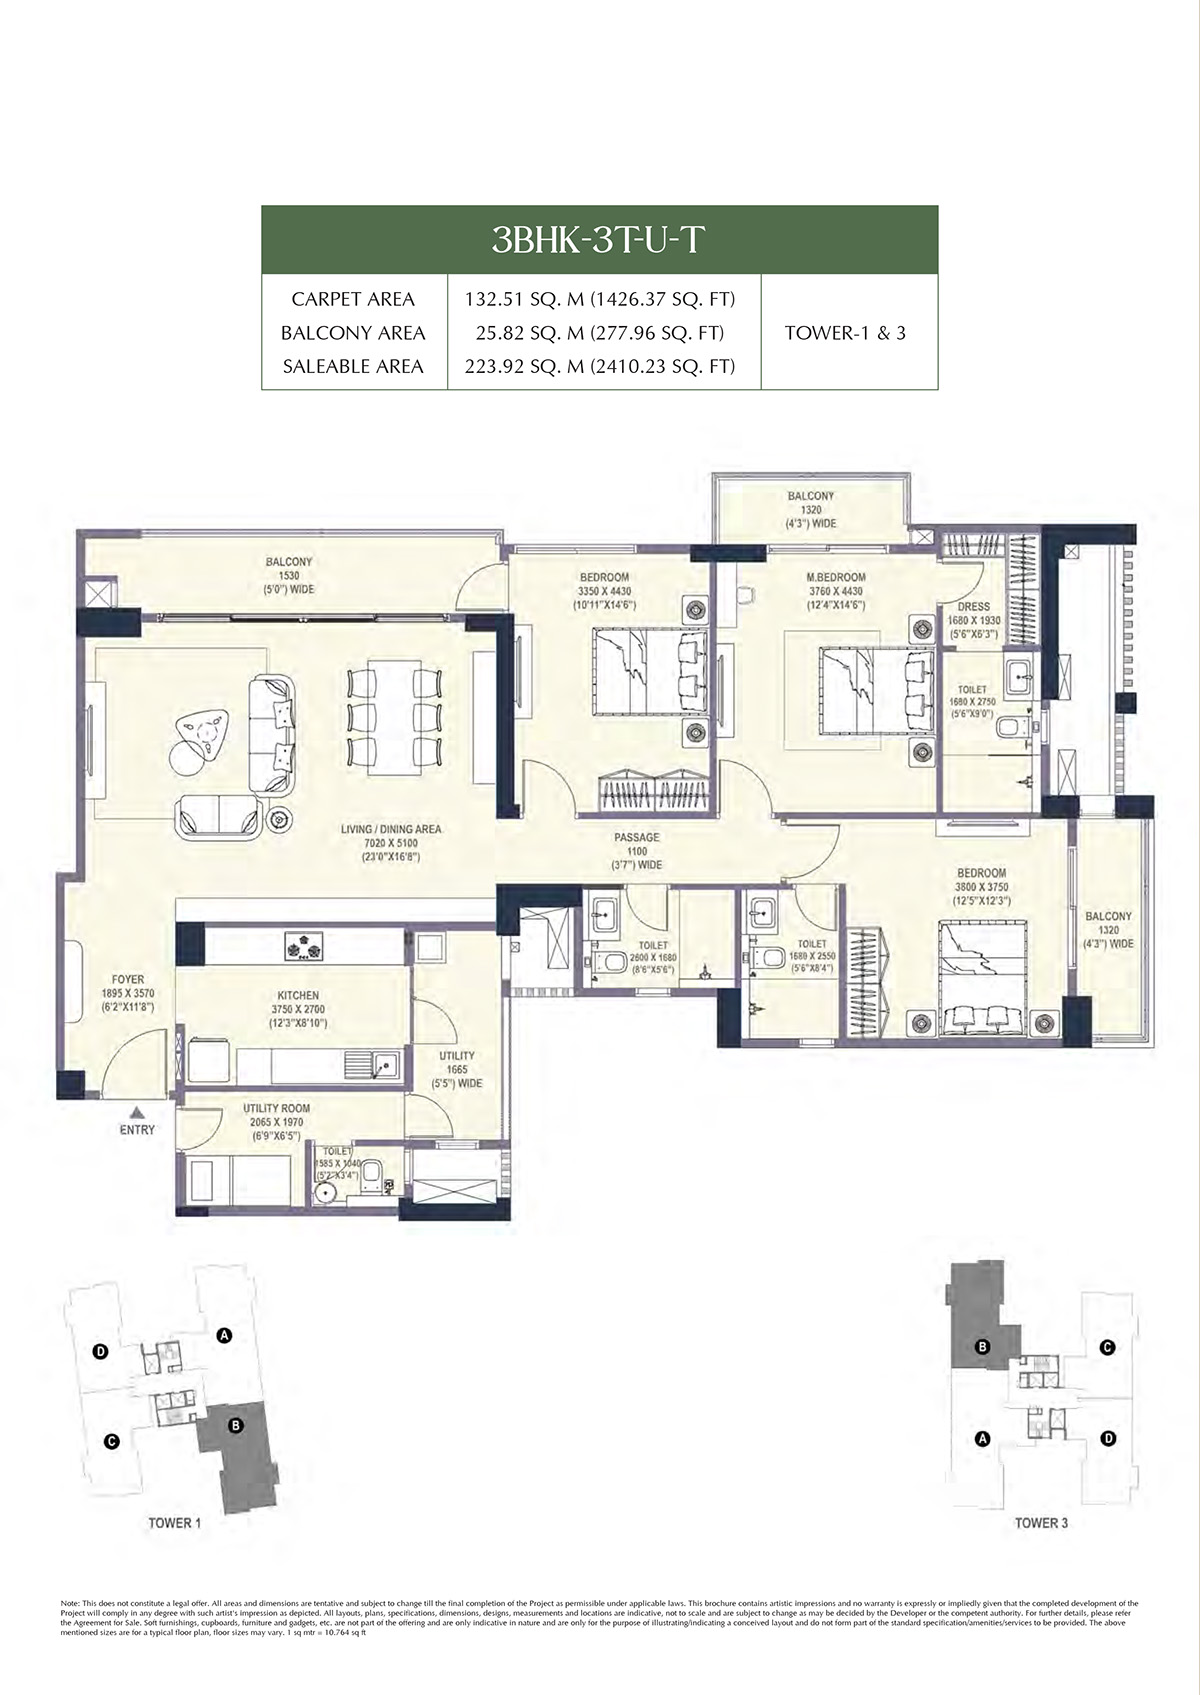 3BHK-3T-U-T
CARPET AREA 132.51 SQ. M (1426.37 SQ. FT)
BALCONY AREA 25.82 SQ. M (277.96 SQ. FT) TOWER-1 & 3
SALEABLE AREA 223.92 SQ. M (2410.23 SQ. FT)
BALCONY
1320
(4'3") WIDE
BALCONY
1530
(5'0") WIDE
BEDROOM
3350 X 4430
(10'11"X14'6")
M.BEDROOM
3760 X 4430
(12'4"X14'6")
DRESS
1680 X 1930
(5'6"X6'3")
TOILET
1680 X 2750
(5'6"X9'0")
LIVING / DINING AREA
7020 X 5100
(23'0"X16'8")
PASSAGE
1100
(3'7") WIDE
BEDROOM
3800 X 3750
(12'5"X12'3")
BALCONY
1320
(4'3") WIDE
TOILET
2600 X 1680
(8'6"X5'6")
TOILET
1680 X 2550
(5'6"X8'4")
FOYER
1895 X 3570
(6'2"X11'8")
KITCHEN
3750 X 2700
(12'3"X8'10")
UTILITY
1665
(5'5") WIDE
ENTRY
UTILITY ROOM
2065 X 1970
(6'9"X6'5")
TOILET
1585 X 1040
(5'2"X3'4")
D
A
C
B
TOWER 1
B
C
A
D
TOWER 3
Note: This does not constitute a legal offer. All areas and dimensions are tentative and subject to change till the final completion of the Project as permissible under applicable laws. This brochure contains artistic impressions and no warranty is expressly or impliedly given that the completed development of the
Project will comply in any degree with such artist's impression as depicted. All layouts, plans, specifications, dimensions, designs, measurements and locations are indicative, not to scale and are subject to change as may be decided by the Developer or the competent authority. For further details, please refer
the Agreement for Sale. Soft furnishings, cupboards, furniture and gadgets, etc. are not part of the offering and are only indicative in nature and are only for the purpose of illustrating/indicating a conceived layout and do not form part of the standard specification/amenities/services to be provided. The above
mentioned sizes are for a typical floor plan, floor sizes may vary. 1 sq mtr = 10.764 sq ft